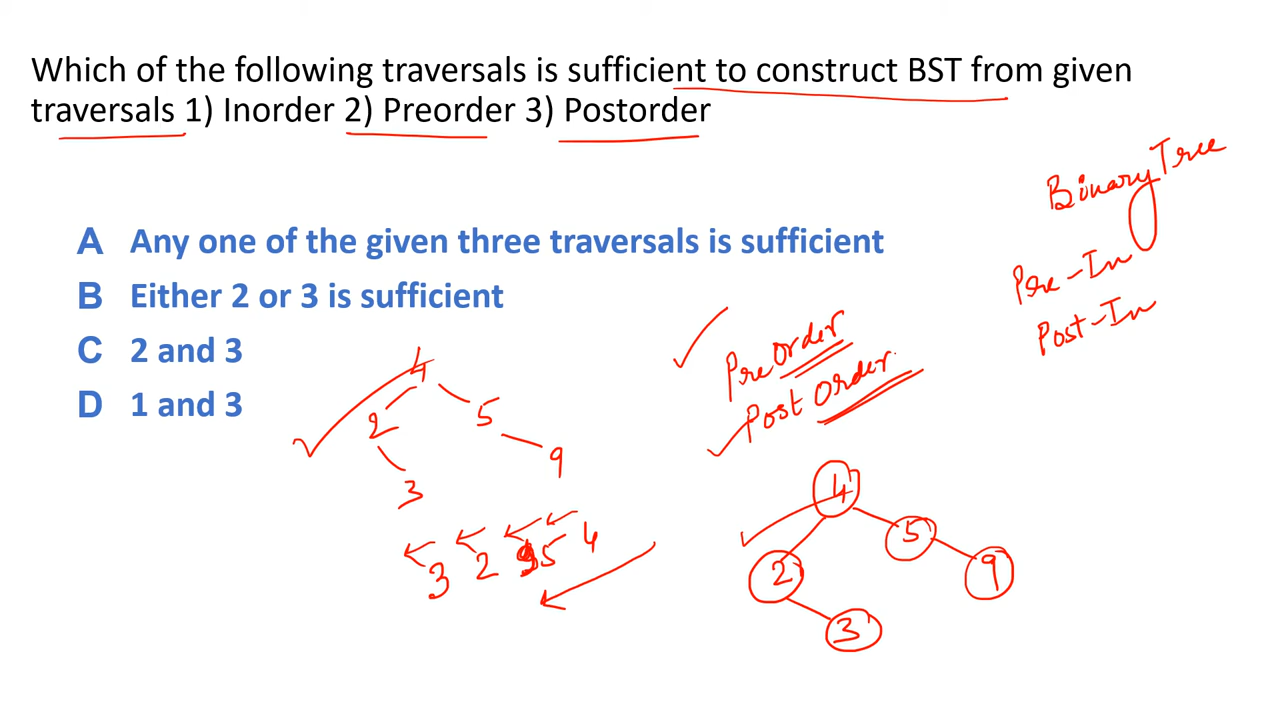 Which of the following traversals is sufficient to construct BST from given
traversals 1) Inorder 2) Preorder 3) Postorder
Binary Tree
Pre-In
Post-In
A Any one of the given three traversals is sufficient
B Either 2 or 3 is sufficient
C 2 and 3
D 1 and 3
PreOrder
Post Order
4
2 5
3 9
3 2 9 5 4
4
2 5
3 9